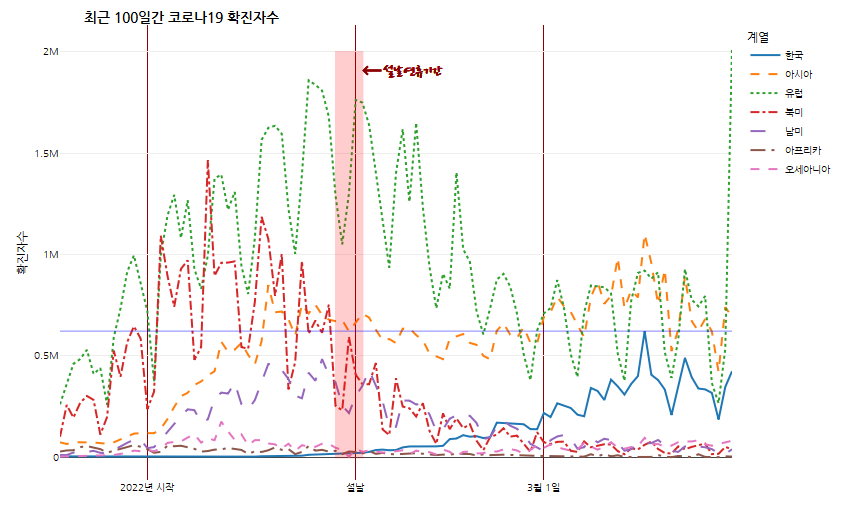 최근 100일간 코로나19 확진자수
계열
한국
아시아
유럽
북미
남미
아프리카
오세아니아
설날연휴기간
확진자수
2M
1.5M
1M
0.5M
0
2022년 시작
설날
3월 1일